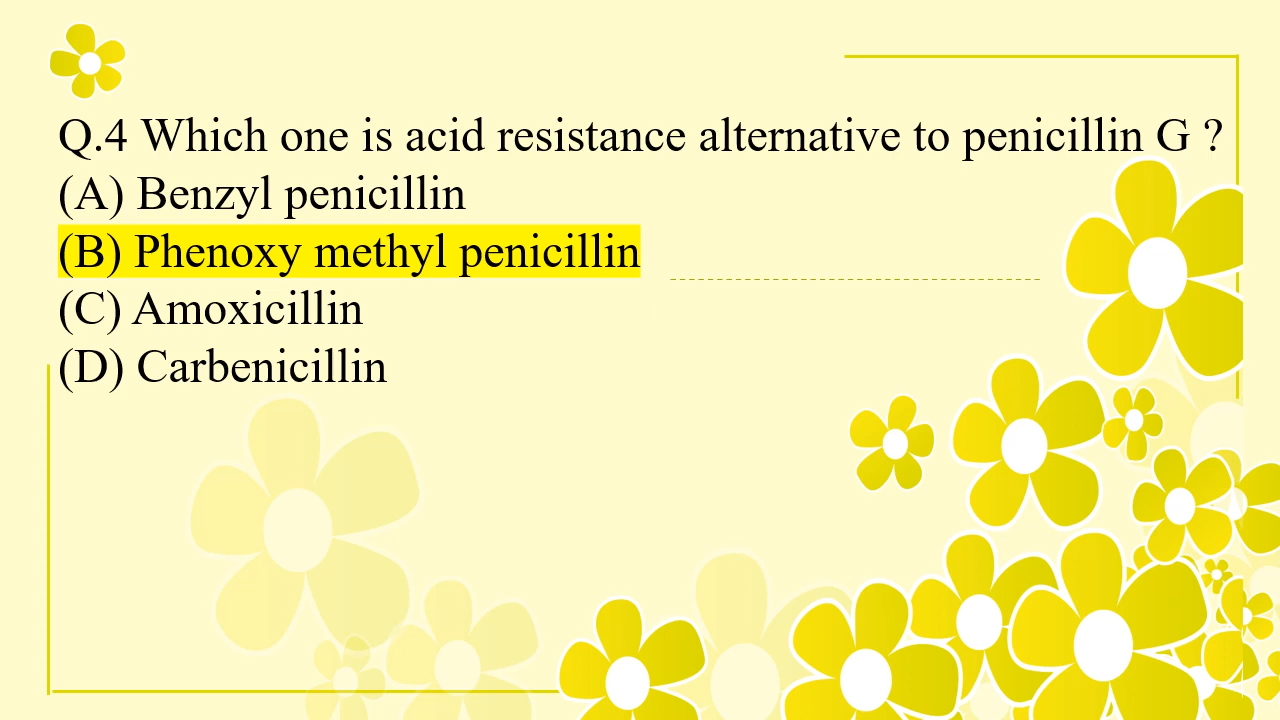 Q.4 Which one is acid resistance alternative to penicillin G ?
(A) Benzyl penicillin
(B) Phenoxy methyl penicillin
(C) Amoxicillin
(D) Carbenicillin